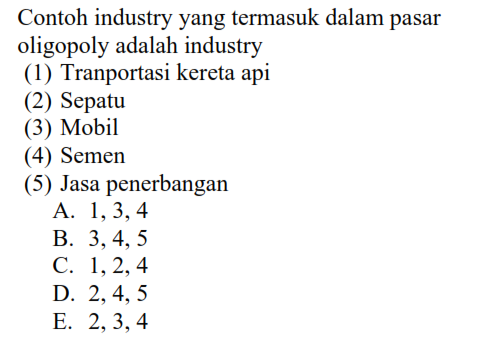 Contoh industry yang termasuk dalam pasar
oligopoly adalah industry
(1) Tranportasi kereta api
(2) Sepatu
(3) Mobil
(4) Semen
(5) Jasa penerbangan
A. 1, 3, 4
B. 3, 4, 5
C. 1, 2, 4
D. 2, 4, 5
E. 2, 3, 4